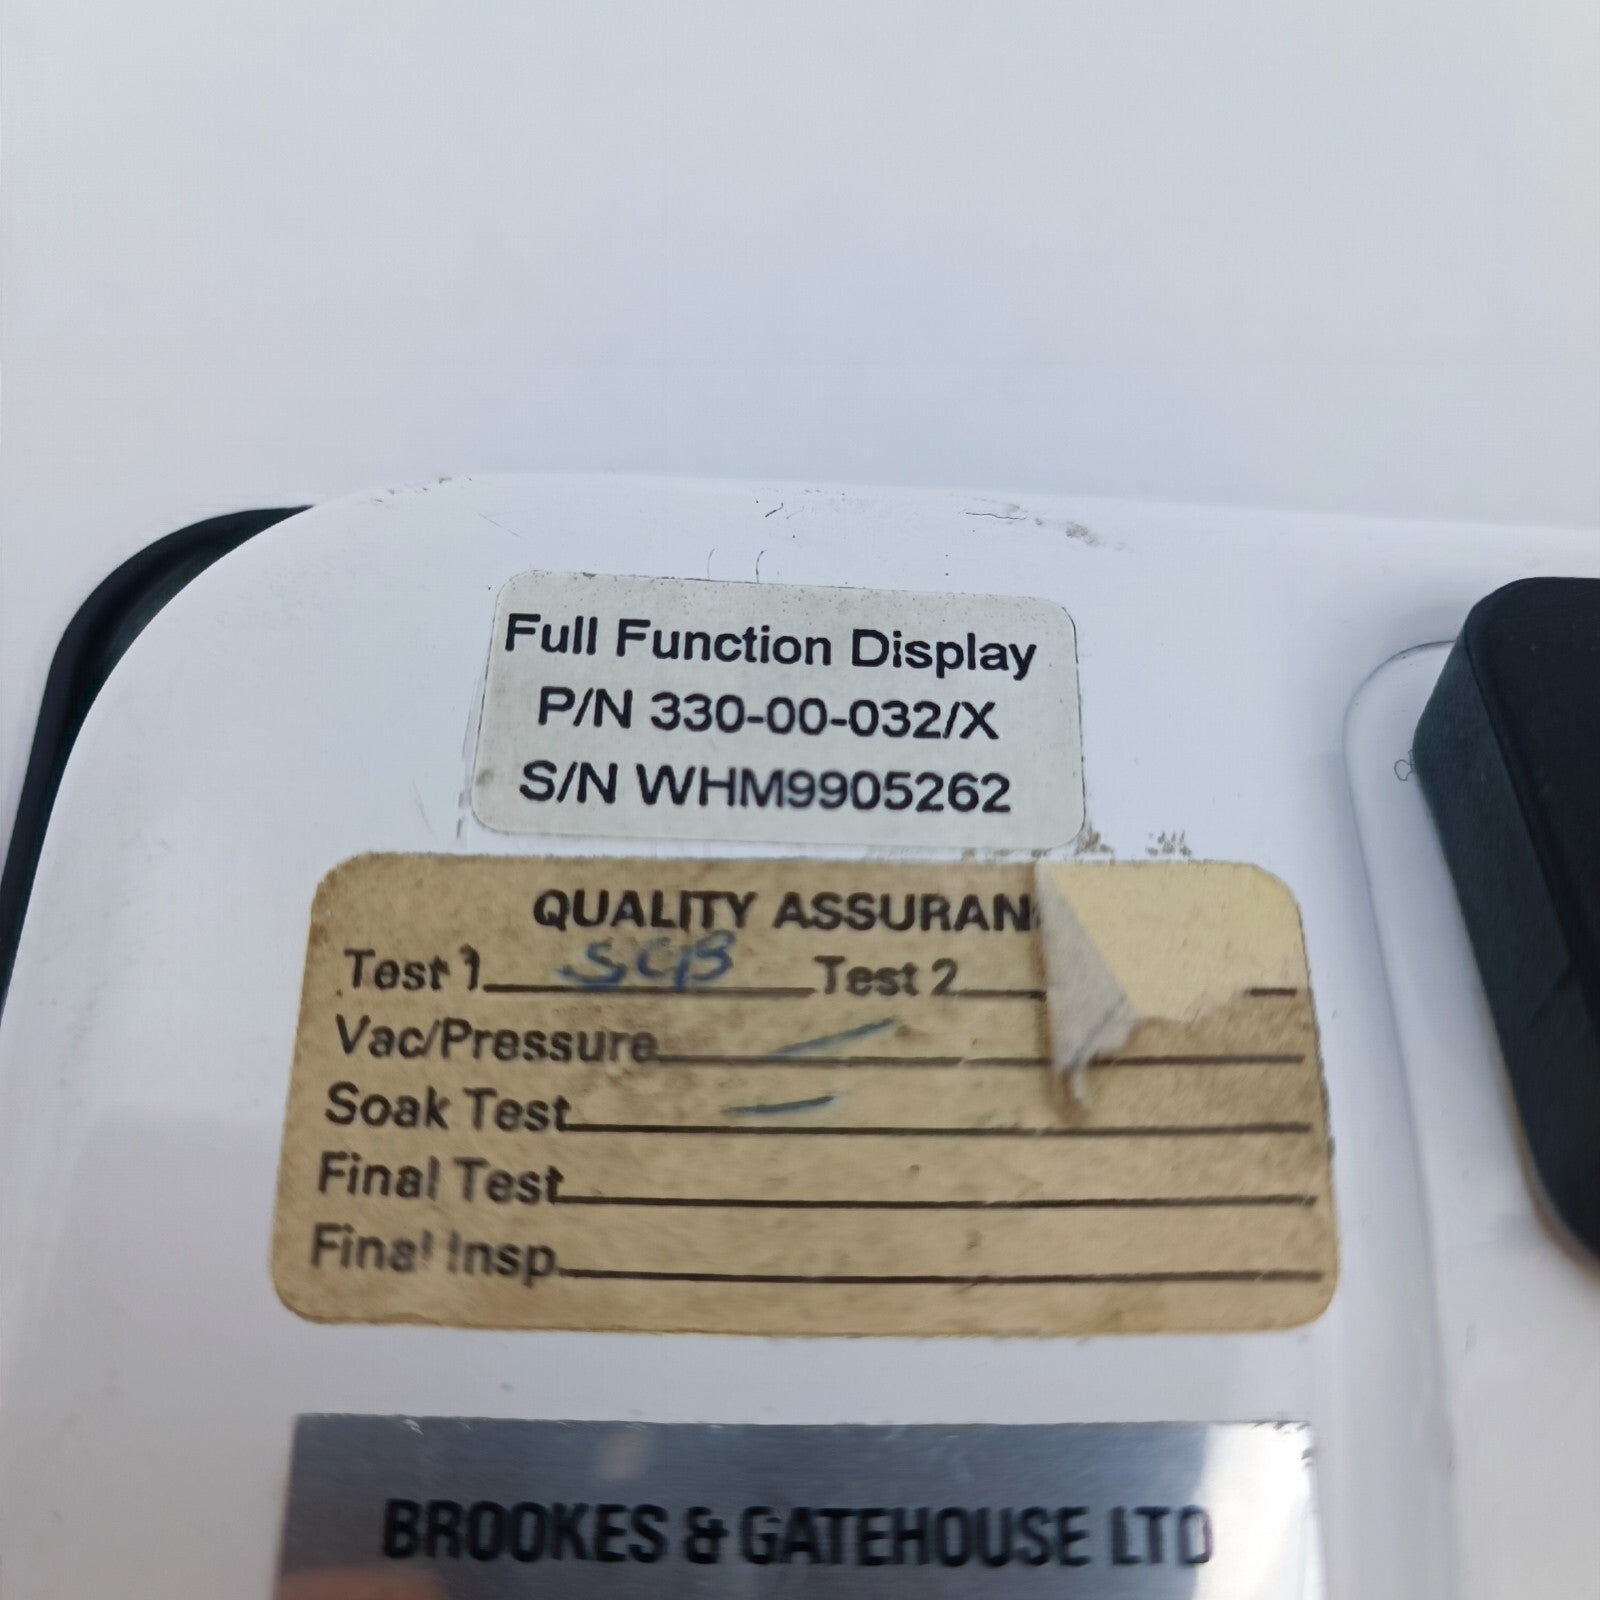 Full Function Display
P/N 330-00-032/X
S/N WHM9905262
QUALITY ASSURAN
Test 1 SGB Test 2
Vac/Pressure
Soak Test
Final Test
Final Insp.
BROOKES & GATEHOUSE LTD